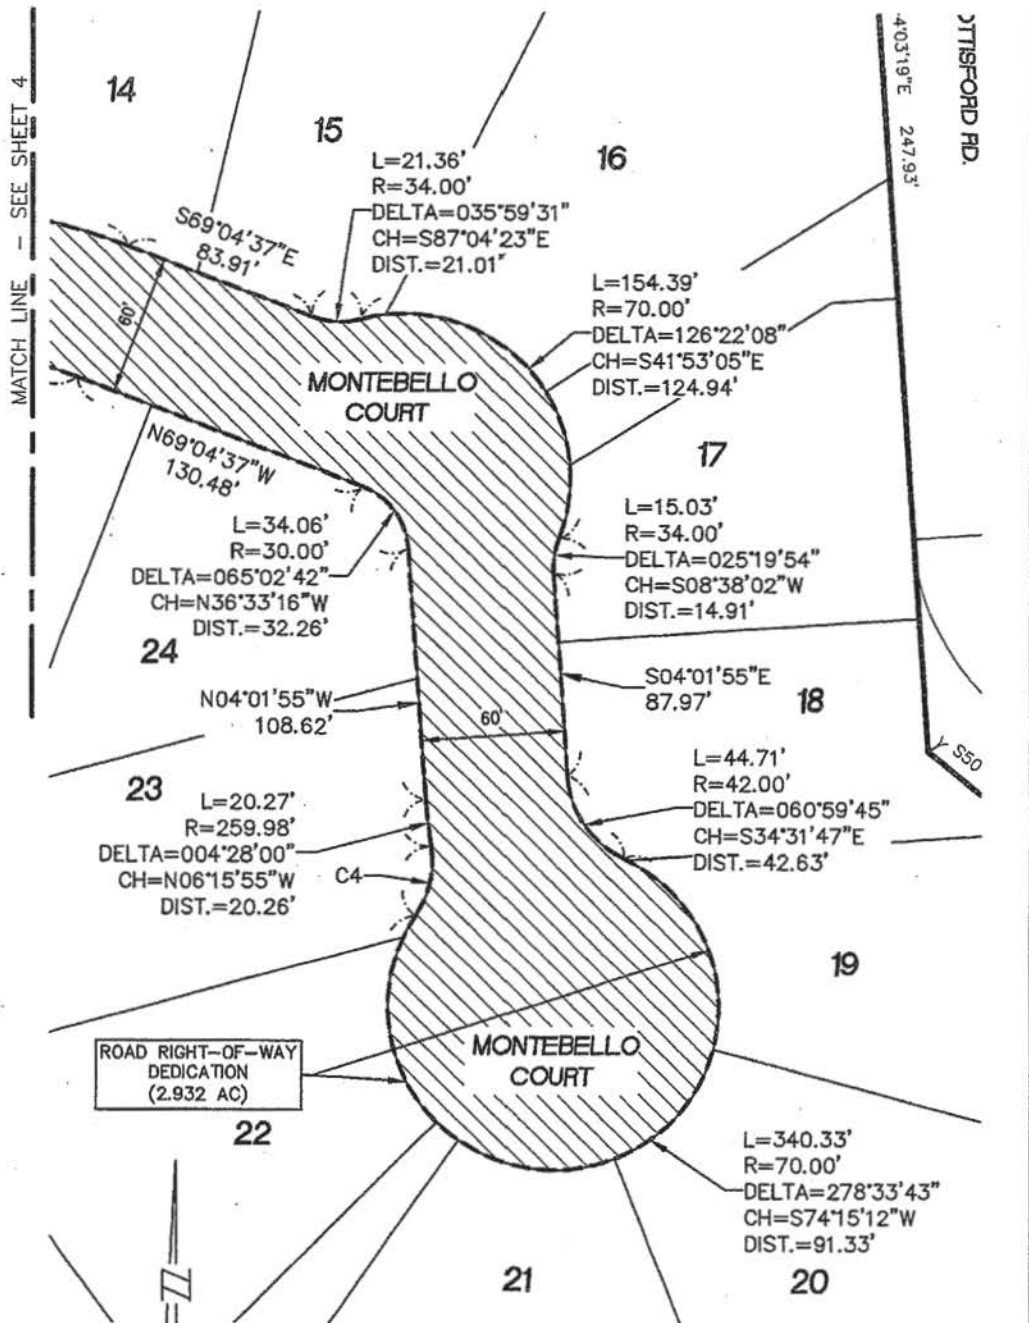 MATCH LINE - SEE SHEET 4
14
15
16
OTTISFORD RD.
4°03'19"E 247.93'
S69°04'37"E
83.91'
L=21.36'
R=34.00'
DELTA=035°59'31"
CH=S87°04'23"E
DIST.=21.01'
60'
L=154.39'
R=70.00'
DELTA=126°22'08"
CH=S41°53'05"E
DIST.=124.94'
MONTEBELLO
COURT
N69°04'37"W
130.48'
17
L=34.06'
R=30.00'
DELTA=065°02'42"
CH=N36°33'16"W
DIST.=32.26'
L=15.03'
R=34.00'
DELTA=025°19'54"
CH=S08°38'02"W
DIST.=14.91'
24
N04°01'55"W
108.62'
60'
S04°01'55"E
87.97'
18
S50
23
L=20.27'
R=259.98'
DELTA=004°28'00"
CH=N06°15'55"W
DIST.=20.26'
C4
L=44.71'
R=42.00'
DELTA=060°59'45"
CH=S34°31'47"E
DIST.=42.63'
19
ROAD RIGHT-OF-WAY
DEDICATION
(2.932 AC)
MONTEBELLO
COURT
22
L=340.33'
R=70.00'
DELTA=278°33'43"
CH=S74°15'12"W
DIST.=91.33'
21
20